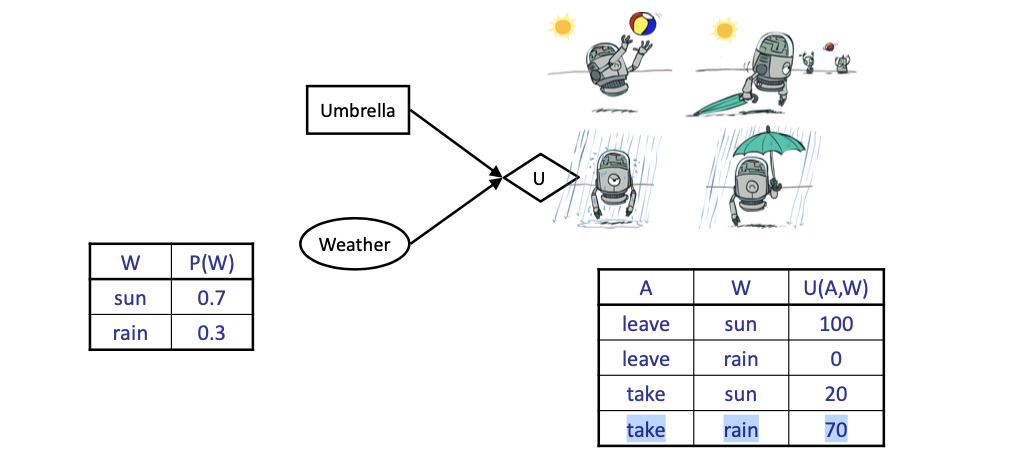 Umbrella
U
Weather
W P(W)
sun 0.7
rain 0.3
A W U(A,W)
leave sun 100
leave rain 0
take sun 20
take rain 70